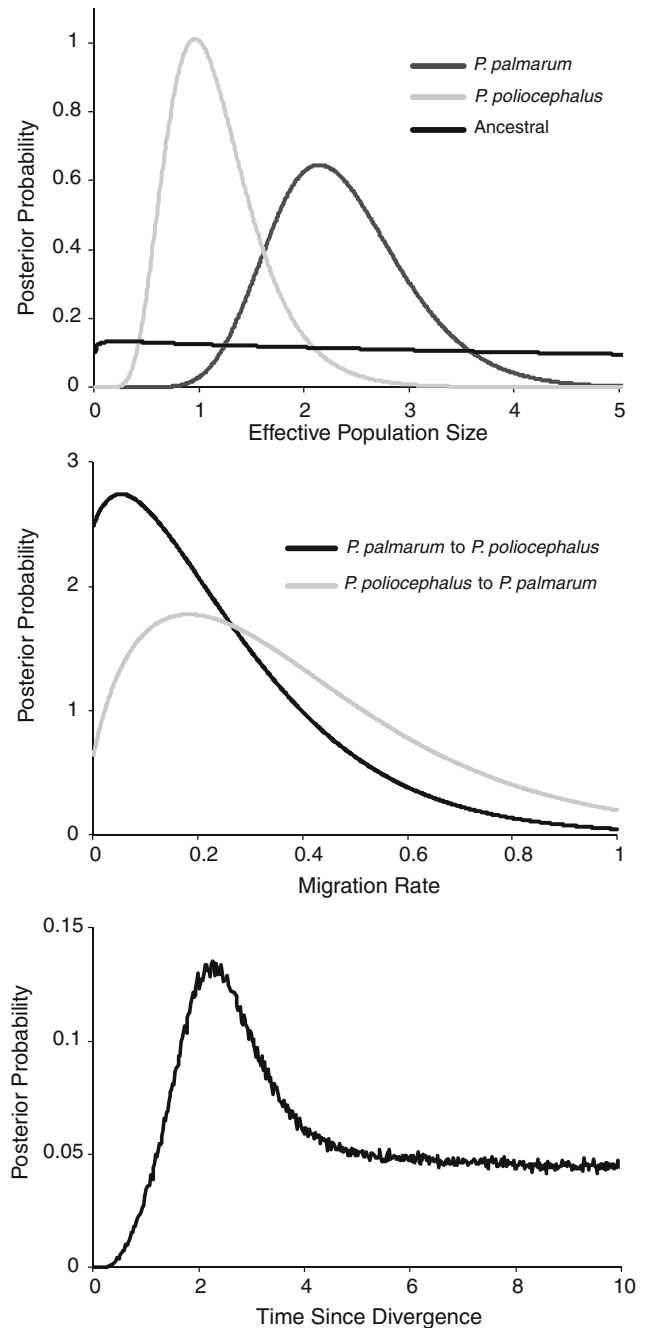 1
0.8
0.6
0.4
0.2
0
Posterior Probability
P. palmarum
P. poliocephalus
Ancestral
0 1 2 3 4 5
Effective Population Size
3
2
1
0
Posterior Probability
P. palmarum to P. poliocephalus
P. poliocephalus to P. palmarum
0 0.2 0.4 0.6 0.8 1
Migration Rate
0.15
0.1
0.05
0
Posterior Probability
0 2 4 6 8 10
Time Since Divergence